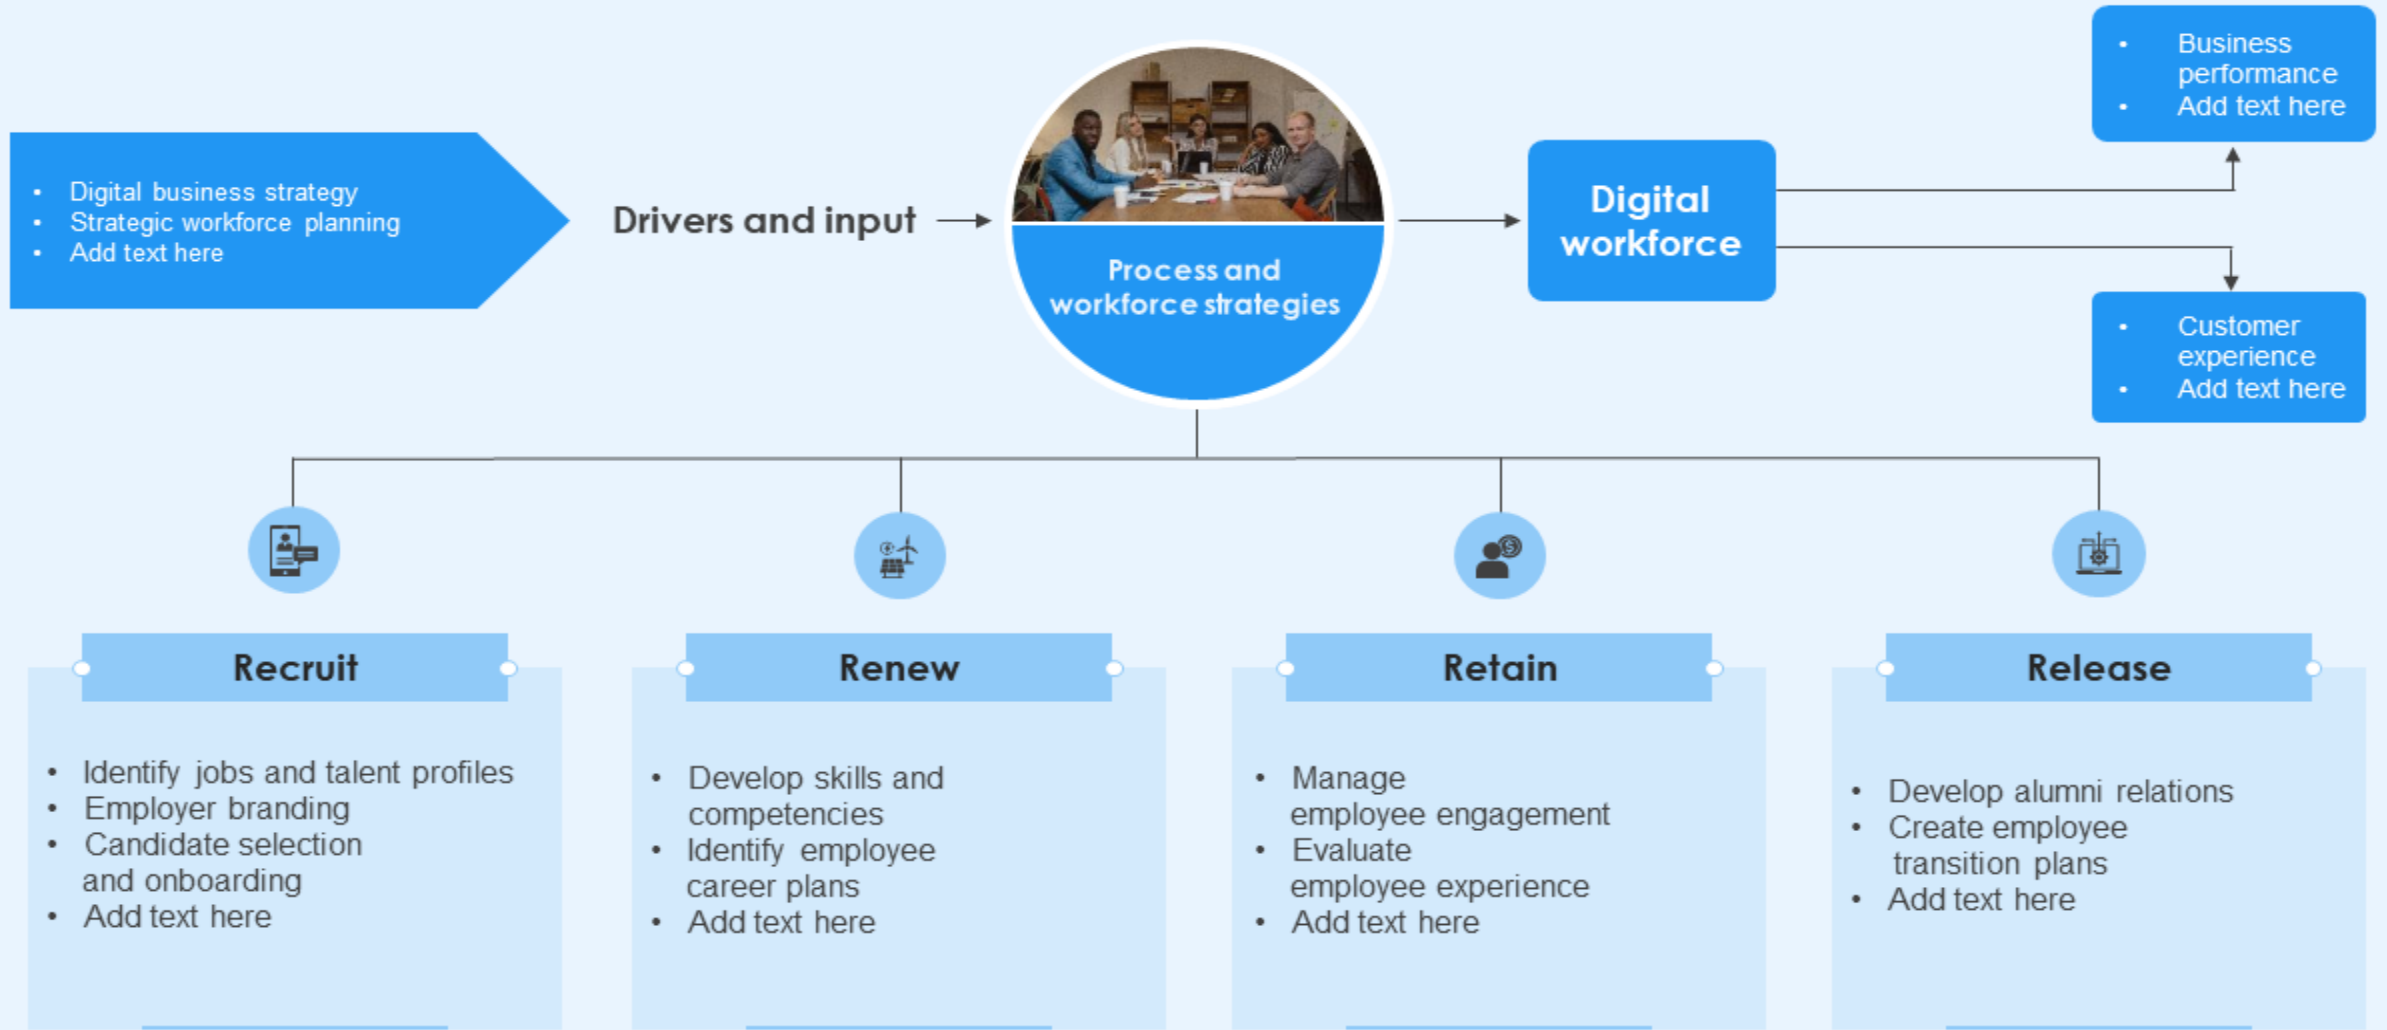 Business
performance
Add text here
Digital business strategy
Strategic workforce planning
Add text here
Drivers and input
Process and
workforce strategies
Digital
workforce
Customer
experience
Add text here
Recruit
Identify jobs and talent profiles
Employer branding
Candidate selection
and onboarding
Add text here
Renew
Develop skills and
competencies
Identify employee
career plans
Add text here
Retain
Manage
employee engagement
Evaluate
employee experience
Add text here
Release
Develop alumni relations
Create employee
transition plans
Add text here